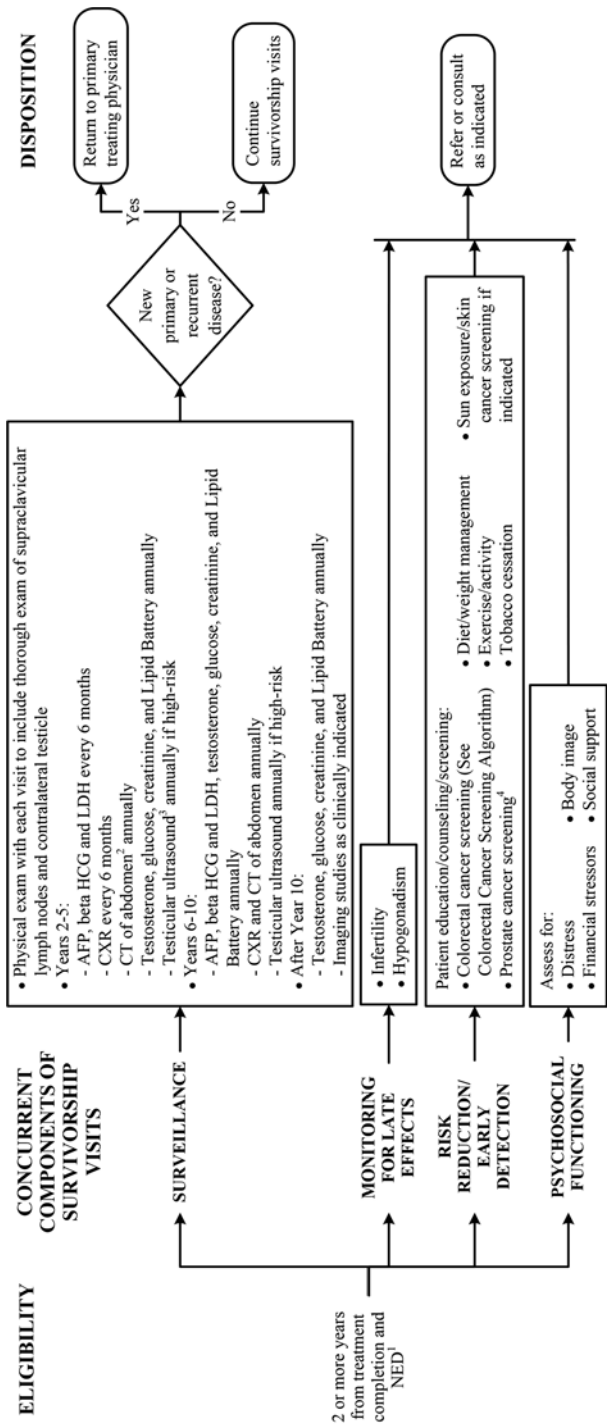 ELIGIBILITY
CONCURRENT
COMPONENTS OF
SURVIVORSHIP
VISITS
DISPOSITION
2 or more years
from treatment
completion and
NED1
SURVEILLANCE
• Physical exam with each visit to include thorough exam of supraclavicular
lymph nodes and contralateral testicle
• Years 2-5:
- AFP, beta HCG and LDH every 6 months
- CXR every 6 months
- CT of abdomen2 annually
- Testosterone, glucose, creatinine, and Lipid Battery annually
- Testicular ultrasound3 annually if high-risk
• Years 6-10:
- AFP, beta HCG and LDH, testosterone, glucose, creatinine, and Lipid
Battery annually
- CXR and CT of abdomen annually
- Testicular ultrasound annually if high-risk
• After Year 10:
- Testosterone, glucose, creatinine, and Lipid Battery annually
- Imaging studies as clinically indicated
New
primary or
recurrent
disease?
Yes
Return to primary
treating physician
No
Continue
survivorship visits
MONITORING
FOR LATE
EFFECTS
• Infertility
• Hypogonadism
RISK
REDUCTION/
EARLY
DETECTION
Patient education/counseling/screening:
• Colorectal cancer screening (See
Colorectal Cancer Screening Algorithm)
• Prostate cancer screening4
• Diet/weight management
• Exercise/activity
• Tobacco cessation
• Sun exposure/skin
cancer screening if
indicated
Refer or consult
as indicated
PSYCHOSOCIAL
FUNCTIONING
Assess for:
• Distress
• Financial stressors
• Body image
• Social support